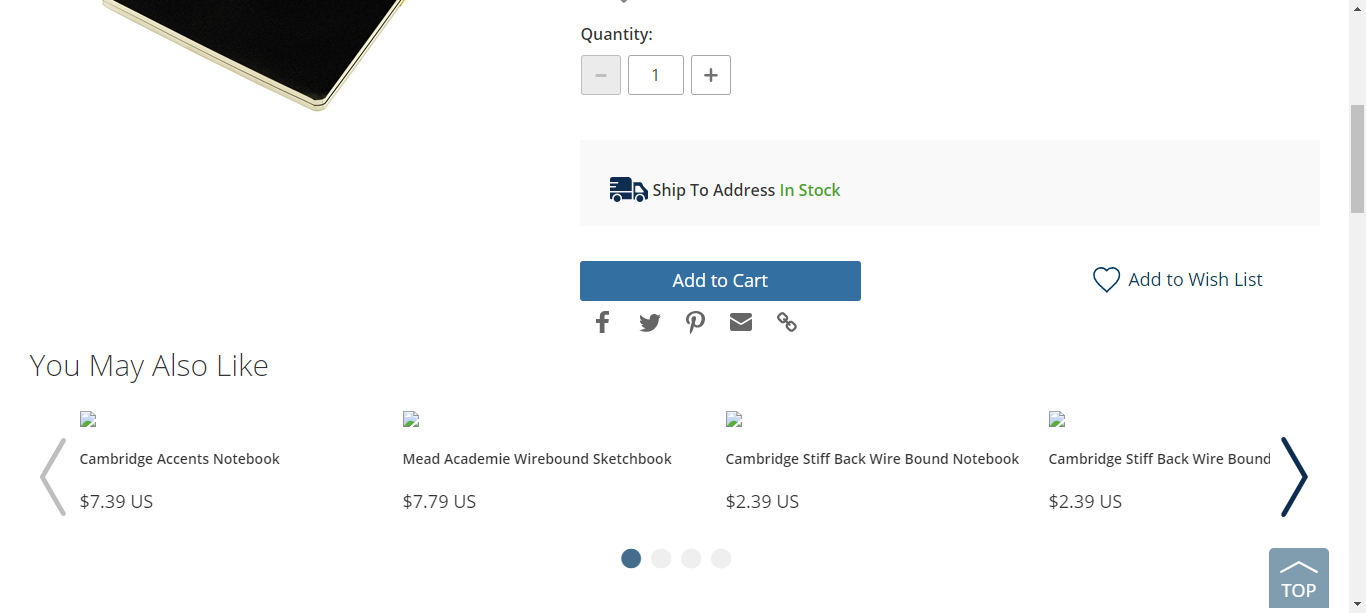 Quantity:
1
Ship To Address In Stock
Add to Cart
Add to Wish List
You May Also Like
Cambridge Accents Notebook
$7.39 US
Mead Academie Wirebound Sketchbook
$7.79 US
Cambridge Stiff Back Wire Bound Notebook
$2.39 US
Cambridge Stiff Back Wire Bound
$2.39 US
TOP